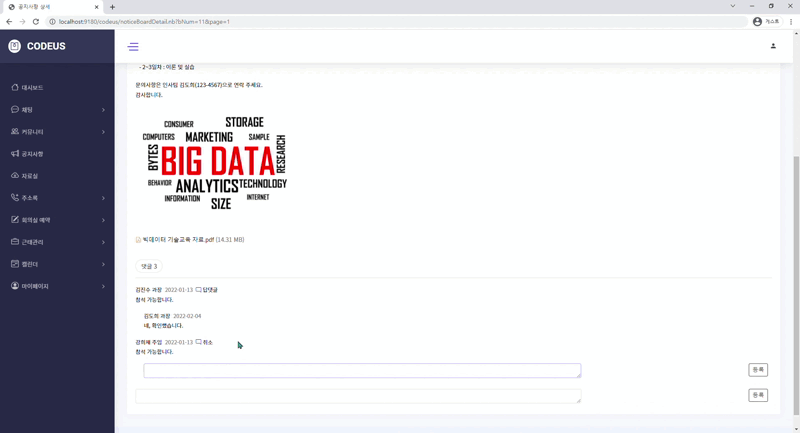 공지사항 상세
localhost:9180/codeus/noticeBoardDetail.nb?bNum=11&page=1
게스트
CODEUS
대시보드
채팅
커뮤니티
공지사항
자료실
주소록
회의실 예약
근태관리
캘린더
마이페이지
- 2~3일차 : 이론 및 실습
문의사항은 인사팀 김도희(123-4567)으로 연락 주세요.
감사합니다.
CONSUMER
STORAGE
COMPUTERS
MARKETING
SAMPLE
BYTES
BIG DATA
RESEARCH
BEHAVIOR
ANALYTICS
TECHNOLOGY
INFORMATION
SIZE
INTERNET
빅데이터 기술교육 자료.pdf (14.31 MB)
댓글 3
김진수 과장 2022-01-13 답댓글
참석 가능합니다.
김도희 과장 2022-02-04
네, 확인했습니다.
강희혜 주임 2022-01-13 취소
참석 가능합니다.
등록
등록